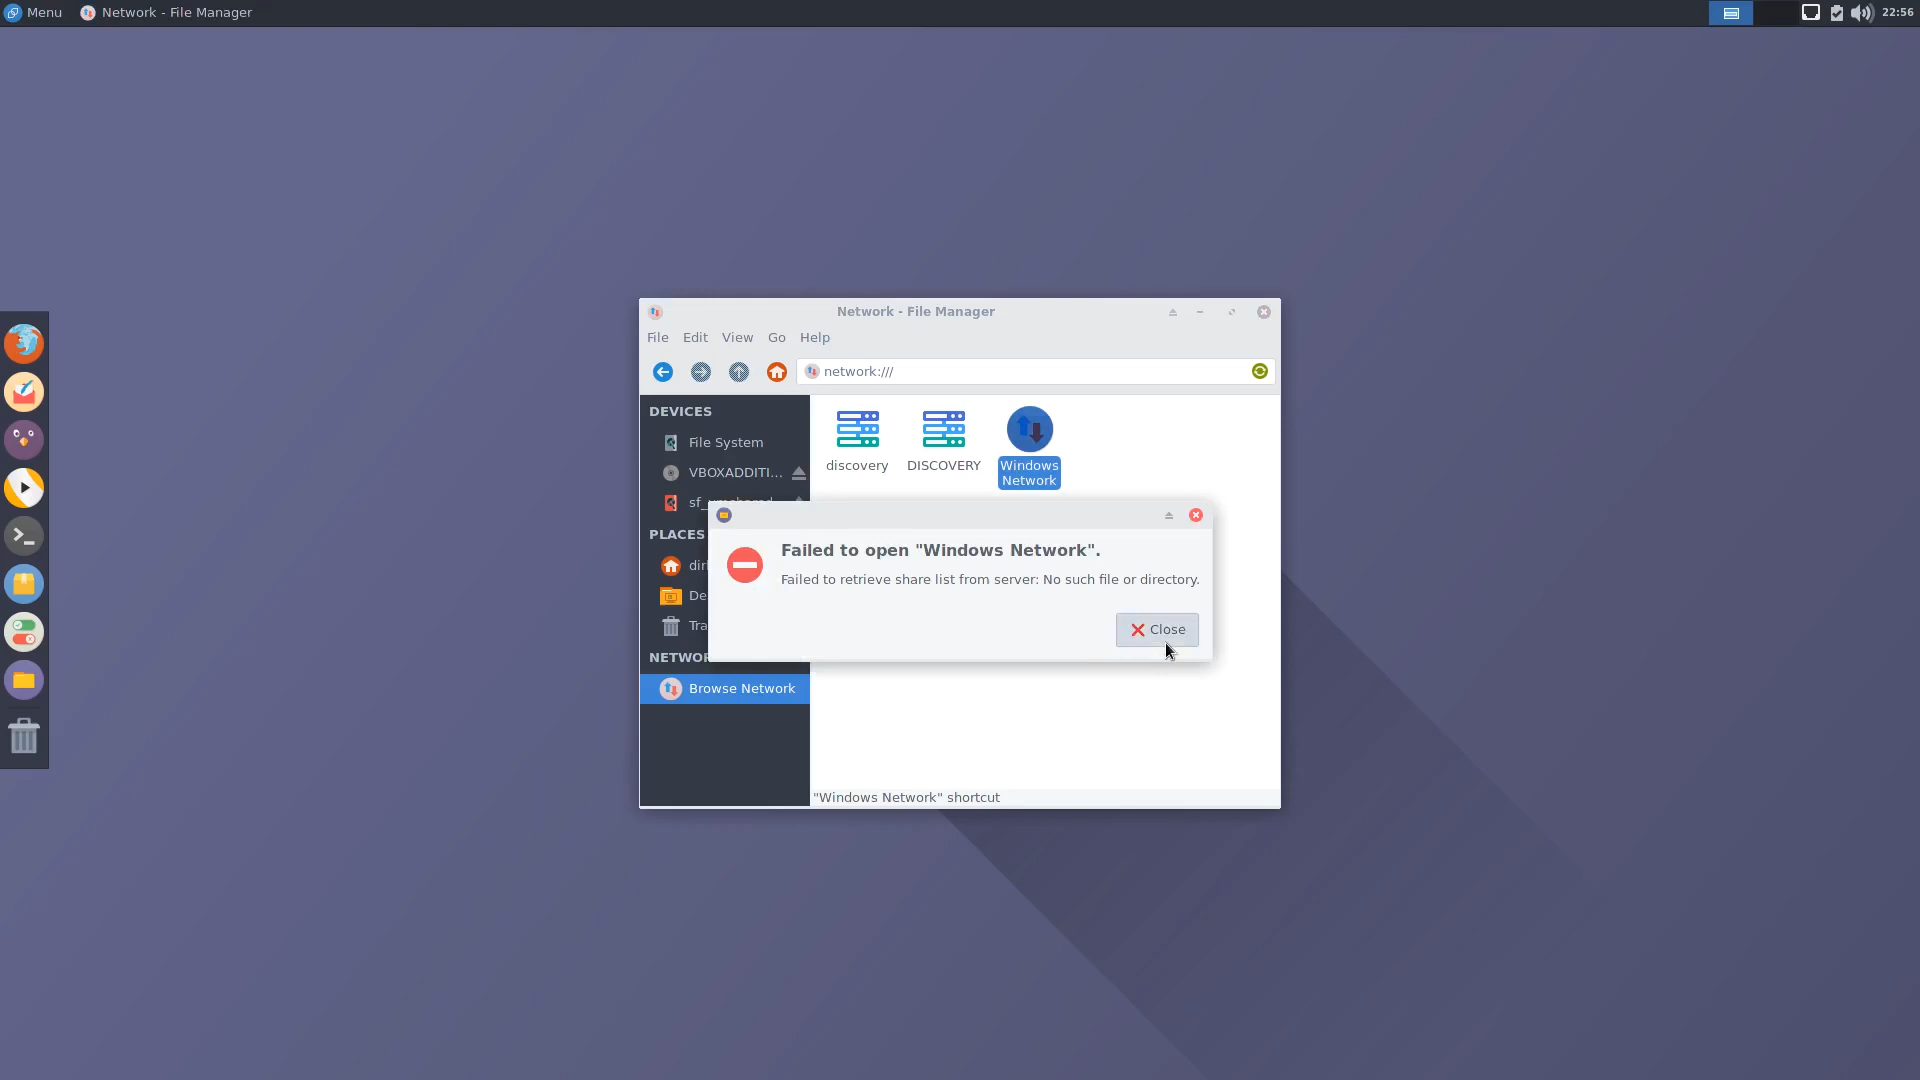 Menu
Network - File Manager
22:56
Network - File Manager
File Edit View Go Help
network:///
DEVICES
File System
VBOXADDITI...
PLACES
Browse Network
discovery
DISCOVERY
Windows
Network
Failed to open "Windows Network".
Failed to retrieve share list from server: No such file or directory.
Close
"Windows Network" shortcut